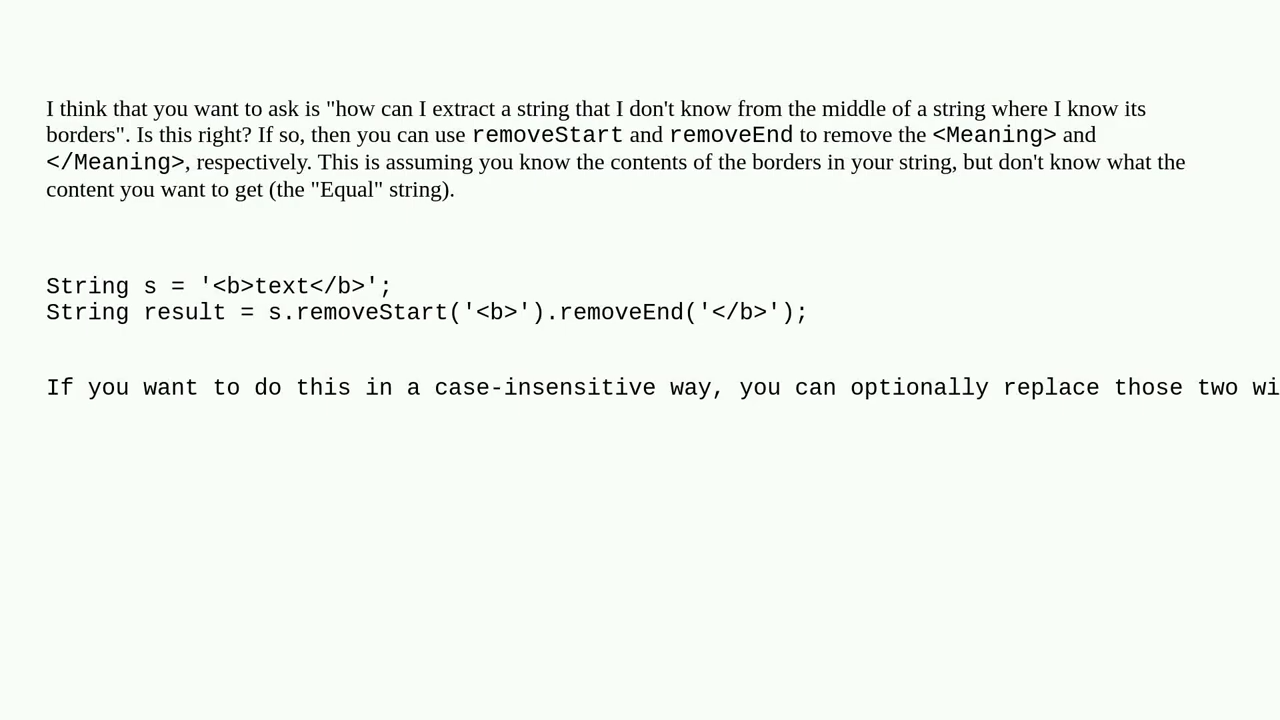 I think that you want to ask is "how can I extract a string that I don't know from the middle of a string where I know its
borders". Is this right? If so, then you can use removeStart and removeEnd to remove the <Meaning> and
</Meaning>, respectively. This is assuming you know the contents of the borders in your string, but don't know what the
content you want to get (the "Equal" string).
String s = '<b>text</b>';
String result = s.removeStart('<b>').removeEnd('</b>');
If you want to do this in a case-insensitive way, you can optionally replace those two